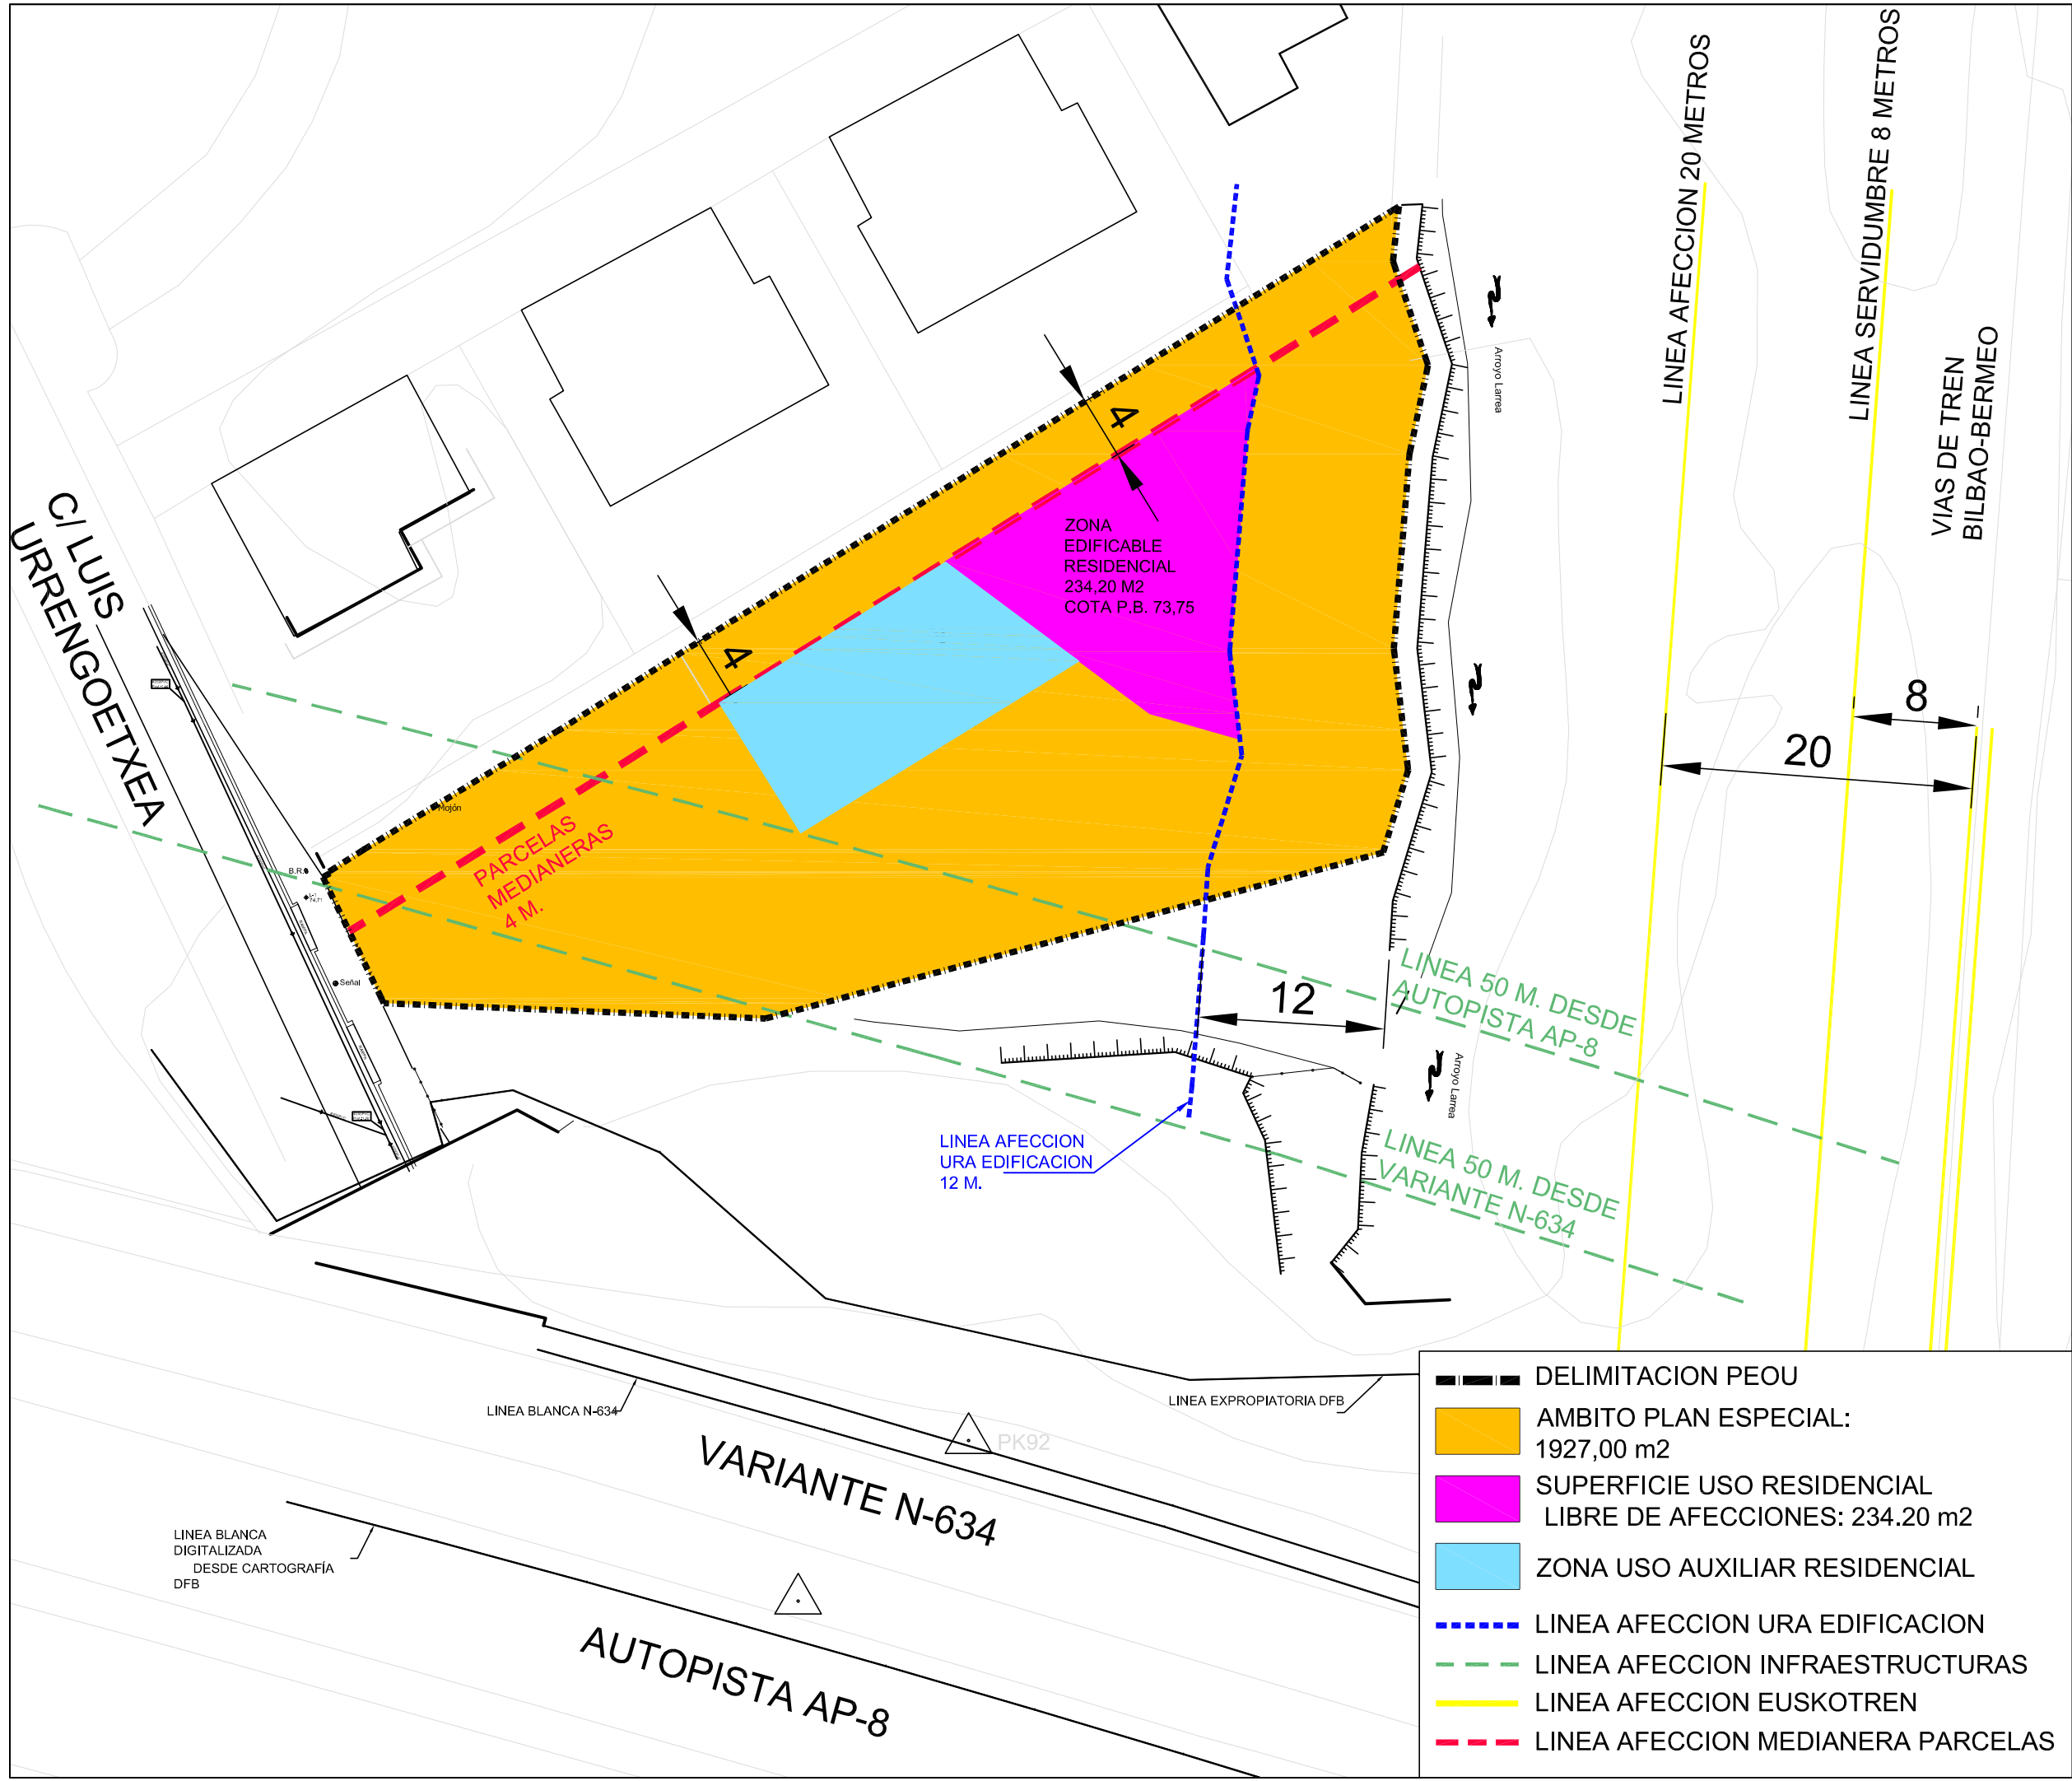 LINEA AFECCION 20 METROS
LINEA SERVIDUMBRE 8 METROS
VIAS DE TREN
BILBAO-BERMEO
Arroyo Larrea
C/ LUIS
URRENGOETXEA
4
4
ZONA
EDIFICABLE
RESIDENCIAL
234,20 M2
COTA P.B. 73,75
8
20
Mojón
PARCELAS
MEDIANERAS
4 M.
B.R.
Señal
12
LINEA 50 M. DESDE
AUTOPISTA AP-8
Arroyo Larrea
LINEA AFECCION
URA EDIFICACION
12 M.
LINEA 50 M. DESDE
VARIANTE N-634
LINEA BLANCA N-634
LINEA EXPROPIATORIA DFB
PK92
VARIANTE N-634
LINEA BLANCA
DIGITALIZADA
DESDE CARTOGRAFÍA
DFB
AUTOPISTA AP-8
DELIMITACION PEOU
AMBITO PLAN ESPECIAL:
1927,00 m2
SUPERFICIE USO RESIDENCIAL
LIBRE DE AFECCIONES: 234.20 m2
ZONA USO AUXILIAR RESIDENCIAL
LINEA AFECCION URA EDIFICACION
LINEA AFECCION INFRAESTRUCTURAS
LINEA AFECCION EUSKOTREN
LINEA AFECCION MEDIANERA PARCELAS